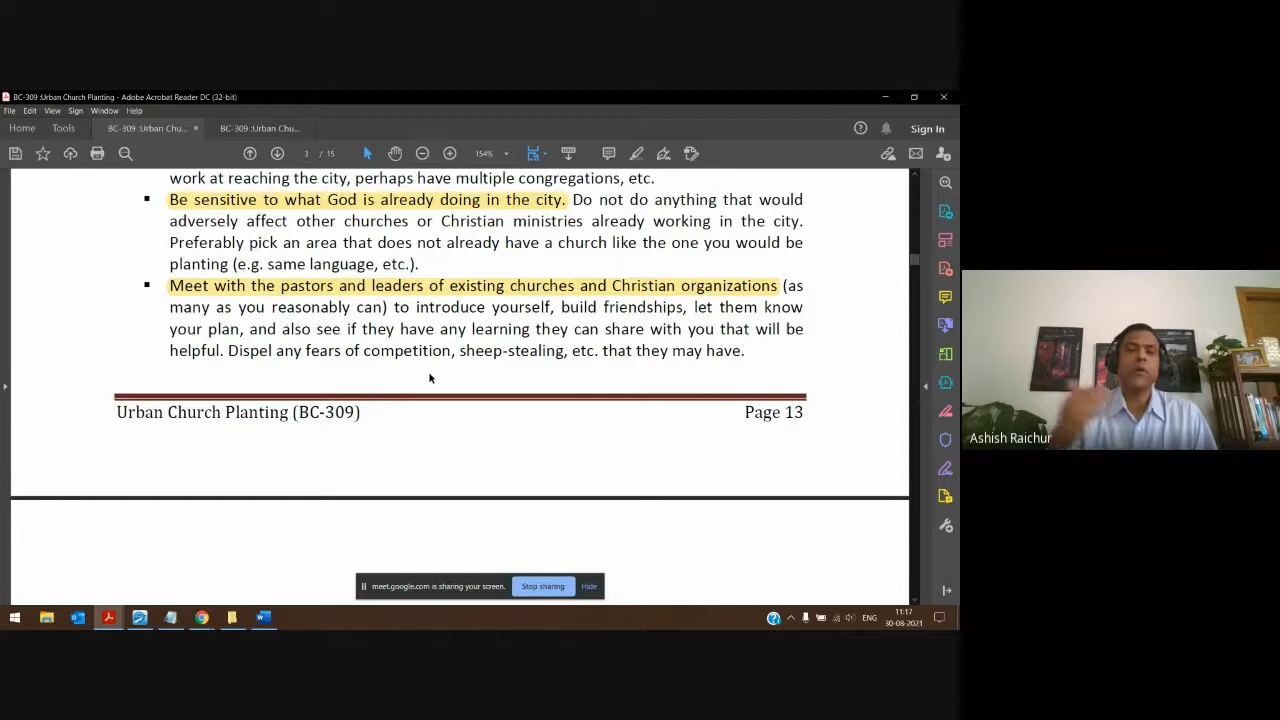 BC-309 :Urban Church Planting - Adobe Acrobat Reader DC (32-bit)
File Edit View Sign Window Help
Home Tools BC-309 :Urban Chu... × BC-309 :Urban Chu...
Sign In
3 / 15 154%
work at reaching the city, perhaps have multiple congregations, etc.
▪ Be sensitive to what God is already doing in the city. Do not do anything that would
adversely affect other churches or Christian ministries already working in the city.
Preferably pick an area that does not already have a church like the one you would be
planting (e.g. same language, etc.).
▪ Meet with the pastors and leaders of existing churches and Christian organizations (as
many as you reasonably can) to introduce yourself, build friendships, let them know
your plan, and also see if they have any learning they can share with you that will be
helpful. Dispel any fears of competition, sheep-stealing, etc. that they may have.
Urban Church Planting (BC-309) Page 13
Ashish Raichur
meet.google.com is sharing your screen. Stop sharing Hide
ENG 11:17
30-08-2021